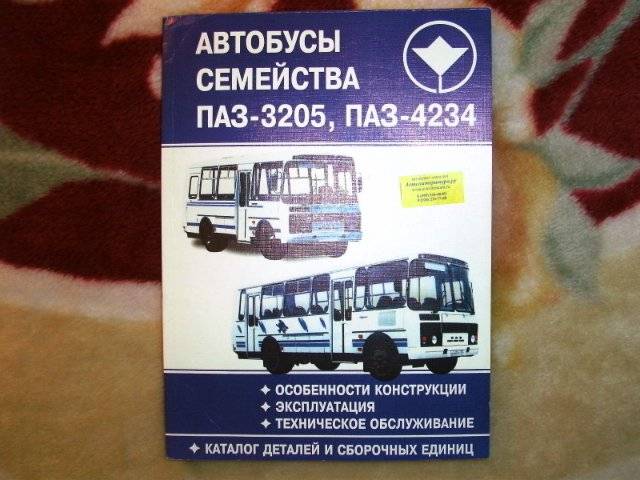 АВТОБУСЫ
СЕМЕЙСТВА
ПАЗ-3205, ПАЗ-4234
✦ ОСОБЕННОСТИ КОНСТРУКЦИИ
✦ ЭКСПЛУАТАЦИЯ
✦ ТЕХНИЧЕСКОЕ ОБСЛУЖИВАНИЕ
✦ КАТАЛОГ ДЕТАЛЕЙ И СБОРОЧНЫХ ЕДИНИЦ